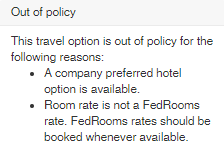 Out of policy
This travel option is out of policy for the
following reasons:
• A company preferred hotel
option is available.
• Room rate is not a FedRooms
rate. FedRooms rates should be
booked whenever available.